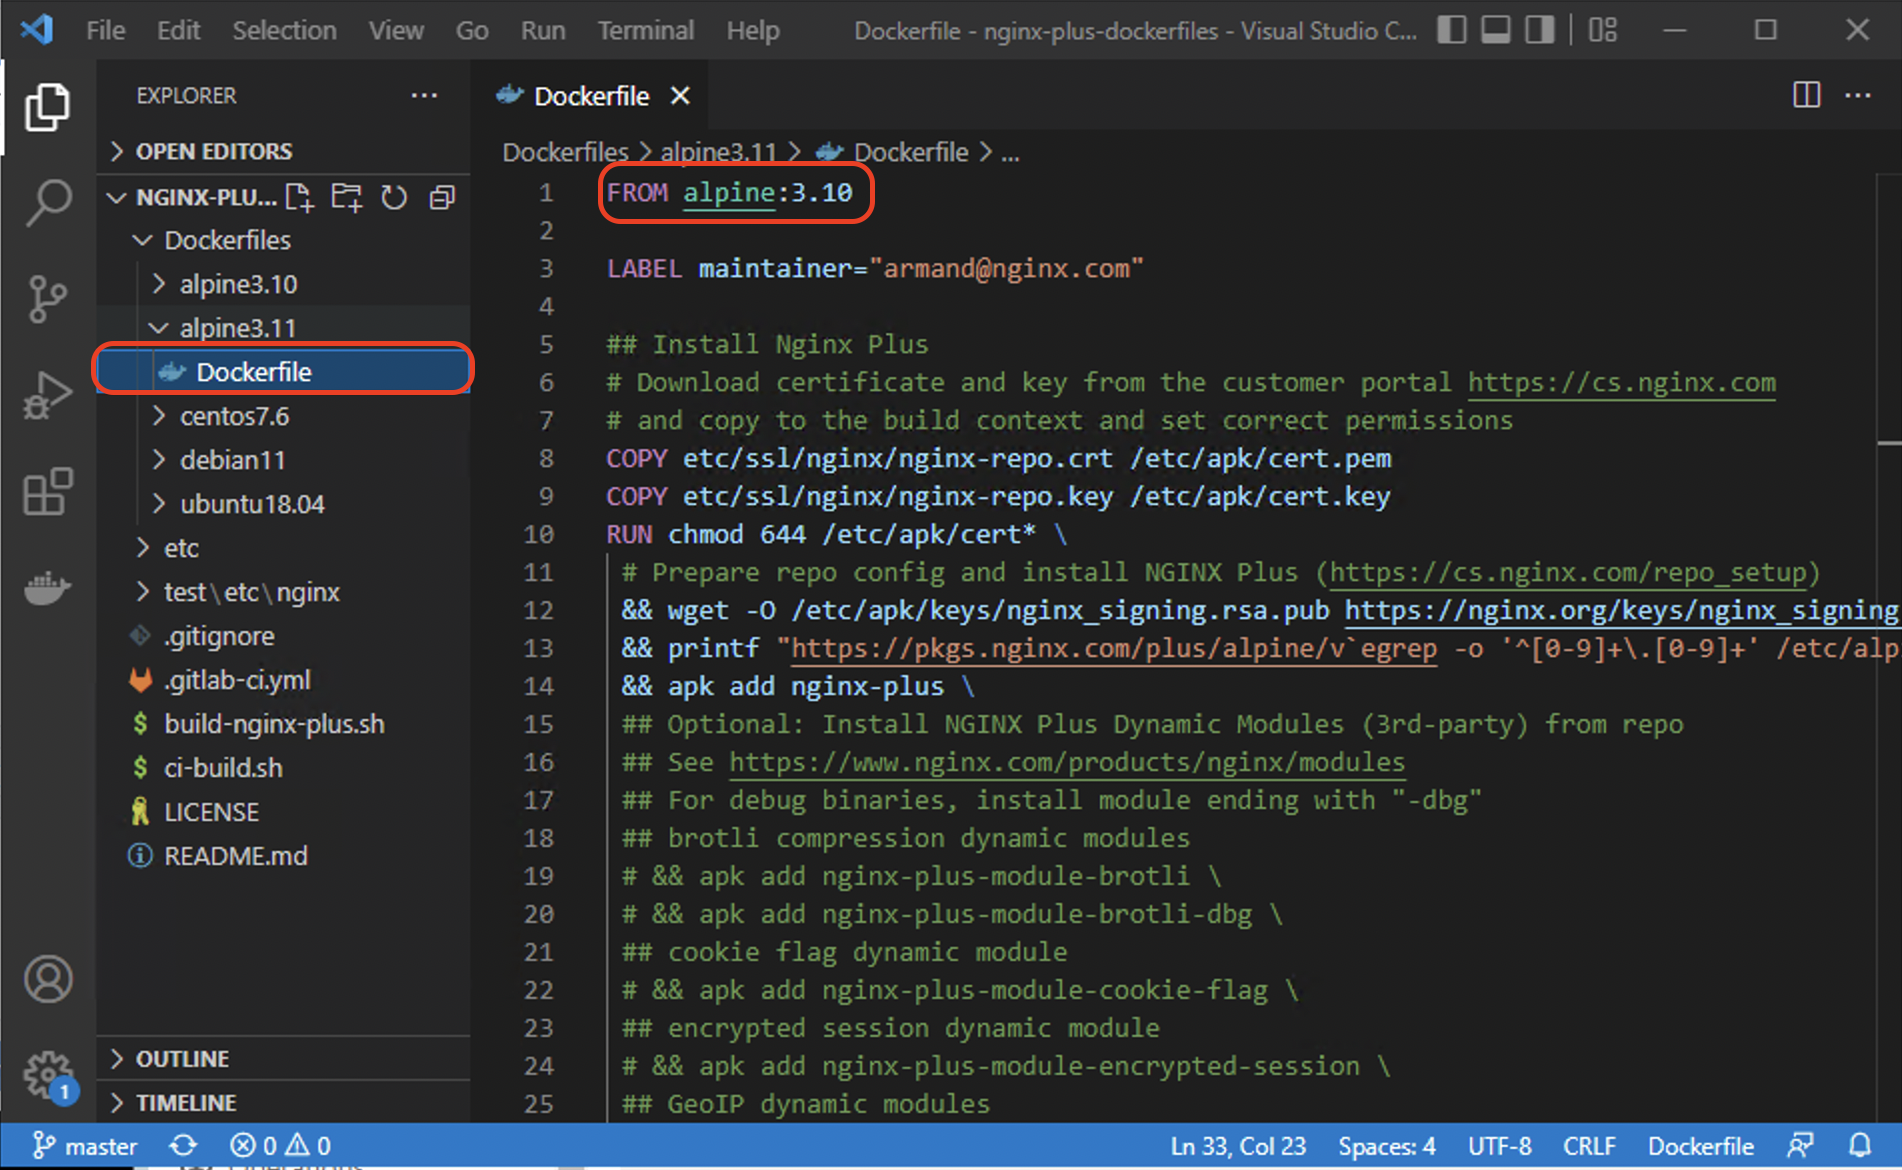 File Edit Selection View Go Run Terminal Help Dockerfile - nginx-plus-dockerfiles - Visual Studio C...
EXPLORER ...
OPEN EDITORS
NGINX-PLU...
Dockerfiles
alpine3.10
alpine3.11
Dockerfile
centos7.6
debian11
ubuntu18.04
etc
test\etc\nginx
.gitignore
.gitlab-ci.yml
$ build-nginx-plus.sh
$ ci-build.sh
LICENSE
README.md
OUTLINE
TIMELINE
Dockerfile
Dockerfiles > alpine3.11 > Dockerfile > ...
1 FROM alpine:3.10
2
3 LABEL maintainer="armand@nginx.com"
4
5 ## Install Nginx Plus
6 # Download certificate and key from the customer portal https://cs.nginx.com
7 # and copy to the build context and set correct permissions
8 COPY etc/ssl/nginx/nginx-repo.crt /etc/apk/cert.pem
9 COPY etc/ssl/nginx/nginx-repo.key /etc/apk/cert.key
10 RUN chmod 644 /etc/apk/cert* \
11 # Prepare repo config and install NGINX Plus (https://cs.nginx.com/repo_setup)
12 && wget -O /etc/apk/keys/nginx_signing.rsa.pub https://nginx.org/keys/nginx_signing
13 && printf "https://pkgs.nginx.com/plus/alpine/v`egrep -o '^[0-9]+\.[0-9]+' /etc/alp
14 && apk add nginx-plus \
15 ## Optional: Install NGINX Plus Dynamic Modules (3rd-party) from repo
16 ## See https://www.nginx.com/products/nginx/modules
17 ## For debug binaries, install module ending with "-dbg"
18 ## brotli compression dynamic modules
19 # && apk add nginx-plus-module-brotli \
20 # && apk add nginx-plus-module-brotli-dbg \
21 ## cookie flag dynamic module
22 # && apk add nginx-plus-module-cookie-flag \
23 ## encrypted session dynamic module
24 # && apk add nginx-plus-module-encrypted-session \
25 ## GeoIP dynamic modules
1
master 0 0 Ln 33, Col 23 Spaces: 4 UTF-8 CRLF Dockerfile